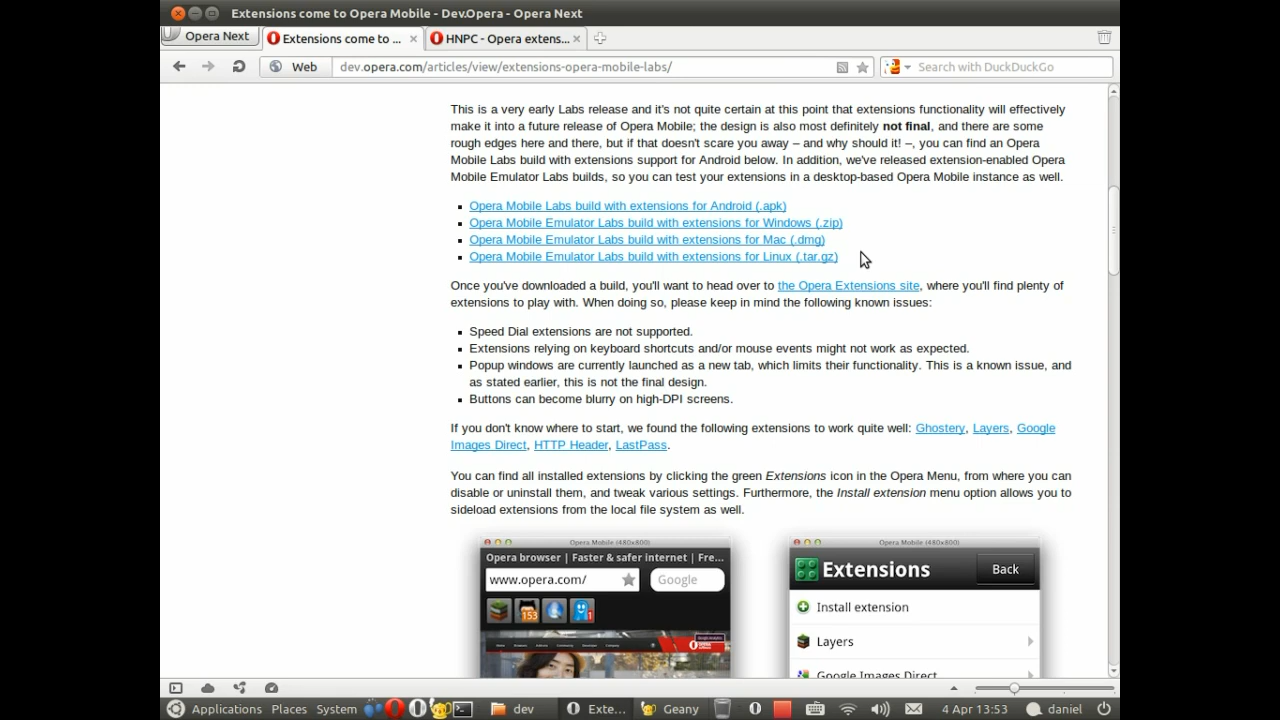 Extensions come to Opera Mobile - Dev.Opera - Opera Next
Opera Next
Extensions come to ...
HNPC - Opera extens...
Web
dev.opera.com/articles/view/extensions-opera-mobile-labs/
Search with DuckDuckGo
This is a very early Labs release and it's not quite certain at this point that extensions functionality will effectively
make it into a future release of Opera Mobile; the design is also most definitely not final, and there are some
rough edges here and there, but if that doesn't scare you away – and why should it! –, you can find an Opera
Mobile Labs build with extensions support for Android below. In addition, we've released extension-enabled Opera
Mobile Emulator Labs builds, so you can test your extensions in a desktop-based Opera Mobile instance as well.
Opera Mobile Labs build with extensions for Android (.apk)
Opera Mobile Emulator Labs build with extensions for Windows (.zip)
Opera Mobile Emulator Labs build with extensions for Mac (.dmg)
Opera Mobile Emulator Labs build with extensions for Linux (.tar.gz)
Once you've downloaded a build, you'll want to head over to the Opera Extensions site, where you'll find plenty of
extensions to play with. When doing so, please keep in mind the following known issues:
Speed Dial extensions are not supported.
Extensions relying on keyboard shortcuts and/or mouse events might not work as expected.
Popup windows are currently launched as a new tab, which limits their functionality. This is a known issue, and
as stated earlier, this is not the final design.
Buttons can become blurry on high-DPI screens.
If you don't know where to start, we found the following extensions to work quite well: Ghostery, Layers, Google
Images Direct, HTTP Header, LastPass.
You can find all installed extensions by clicking the green Extensions icon in the Opera Menu, from where you can
disable or uninstall them, and tweak various settings. Furthermore, the Install extension menu option allows you to
sideload extensions from the local file system as well.
Opera Mobile (480x800)
Opera browser | Faster & safer internet | Fre...
www.opera.com/
Google
153
1
Opera Mobile (480x800)
Extensions
Back
Install extension
Layers
Google Images Direct
Applications Places System
dev
Exte...
Geany
4 Apr 13:53
daniel